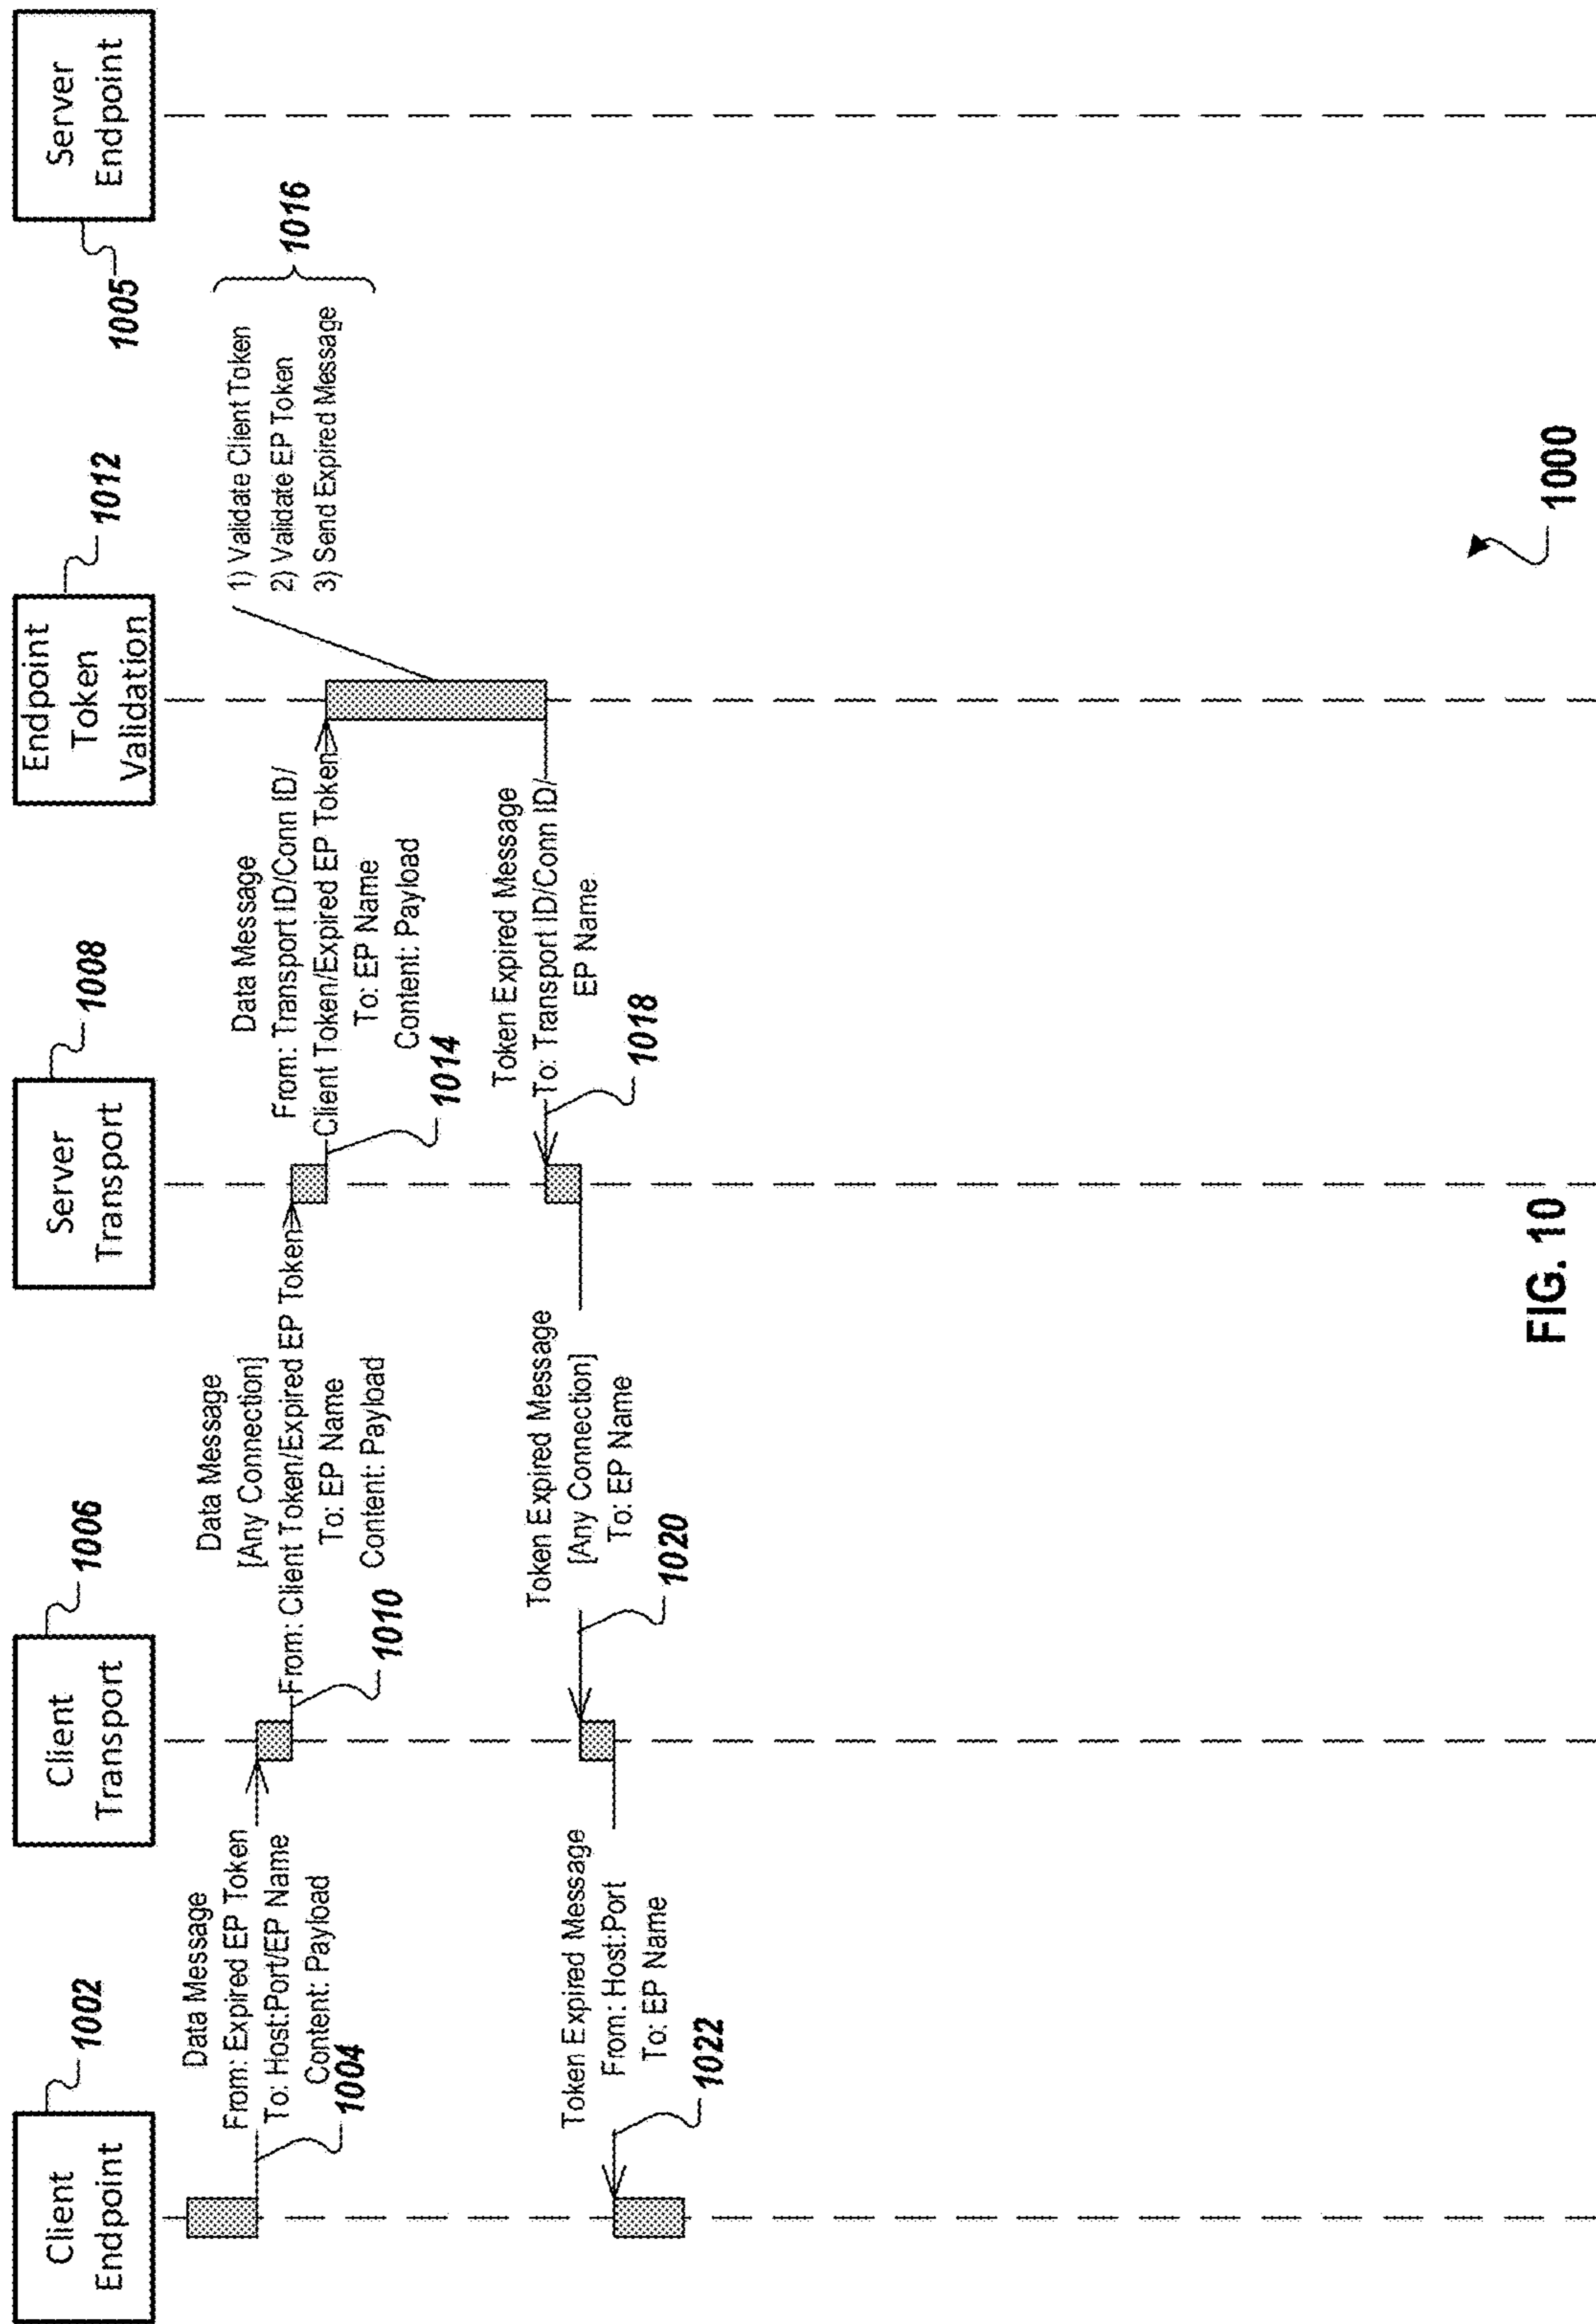 Client
Endpoint
1002
Client
Transport
1006
Server
Transport
1008
Endpoint
Token
Validation
1012
Server
Endpoint
1005
Data Message
From: Expired EP Token
To: Host:Port/EP Name
Content: Payload
1004
Data Message
[Any Connection]
From: Client Token/Expired EP Token
To: EP Name
Content: Payload
1010
Data Message
From: Transport ID/Conn ID/
Client Token/Expired EP Token
To: EP Name
Content: Payload
1014
1) Validate Client Token
2) Validate EP Token
3) Send Expired Message
1016
Token Expired Message
To: Transport ID/Conn ID/
EP Name
1018
Token Expired Message
[Any Connection]
To: EP Name
1020
Token Expired Message
From: Host:Port
To: EP Name
1022
1000
FIG. 10